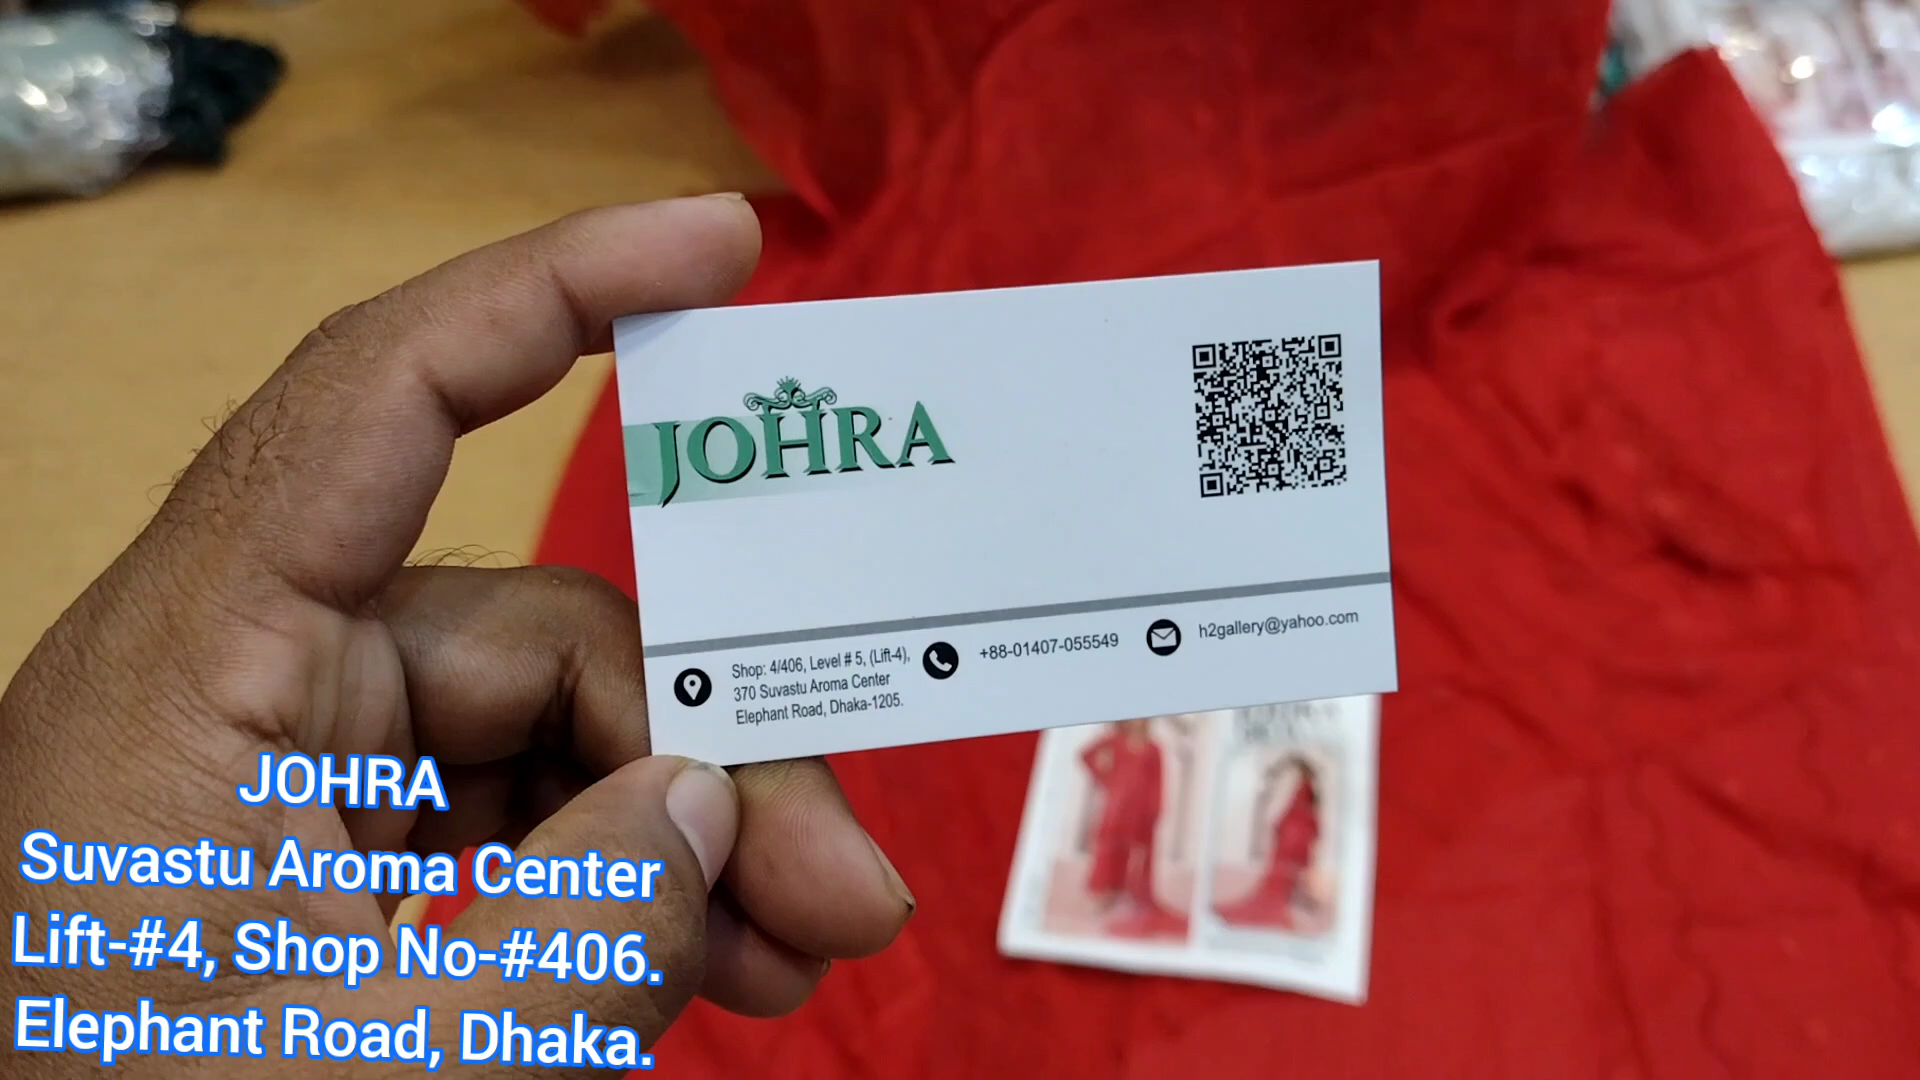 JOHRA
Shop: 4/406, Level # 5, (Lift-4),
370 Suvastu Aroma Center
Elephant Road, Dhaka-1205.
+88-01407-055549
h2gallery@yahoo.com
JOHRA
Suvastu Aroma Center
Lift-#4, Shop No-#406.
Elephant Road, Dhaka.